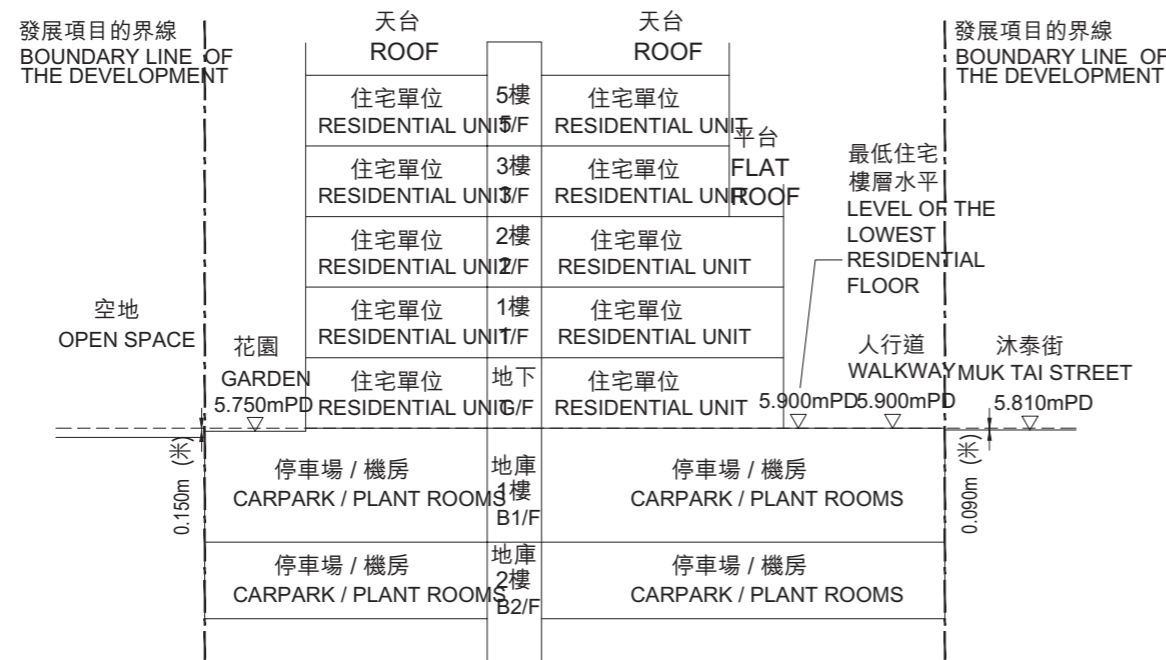 發展項目的界線
BOUNDARY LINE OF
THE DEVELOPMENT
天台
ROOF
天台
ROOF
發展項目的界線
BOUNDARY LINE OF
THE DEVELOPMENT
住宅單位
RESIDENTIAL UNIT
5樓
5/F
住宅單位
RESIDENTIAL UNIT
平台
FLAT
ROOF
住宅單位
RESIDENTIAL UNIT
3樓
3/F
住宅單位
RESIDENTIAL UNIT
最低住宅
樓層水平
LEVEL OF THE
LOWEST
RESIDENTIAL
FLOOR
住宅單位
RESIDENTIAL UNIT
2樓
2/F
住宅單位
RESIDENTIAL UNIT
空地
OPEN SPACE
住宅單位
RESIDENTIAL UNIT
1樓
1/F
住宅單位
RESIDENTIAL UNIT
花園
GARDEN
5.750mPD
住宅單位
RESIDENTIAL UNIT
地下
G/F
住宅單位
RESIDENTIAL UNIT
5.900mPD
人行道
WALKWAY
5.900mPD
沐泰街
MUK TAI STREET
5.810mPD
0.150m (米)
停車場 / 機房
CARPARK / PLANT ROOMS
地庫
1樓
B1/F
停車場 / 機房
CARPARK / PLANT ROOMS
0.090m (米)
停車場 / 機房
CARPARK / PLANT ROOMS
地庫
2樓
B2/F
停車場 / 機房
CARPARK / PLANT ROOMS